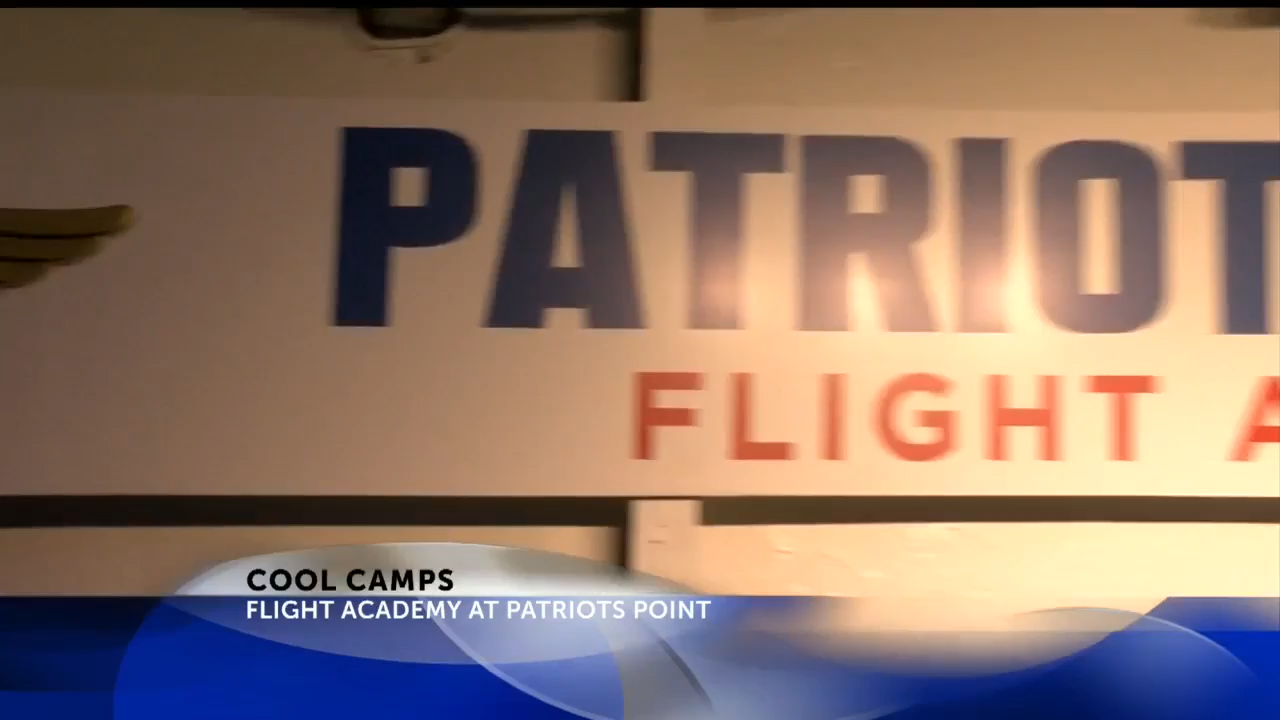 PATRIOT
FLIGHT A
COOL CAMPS
FLIGHT ACADEMY AT PATRIOTS POINT